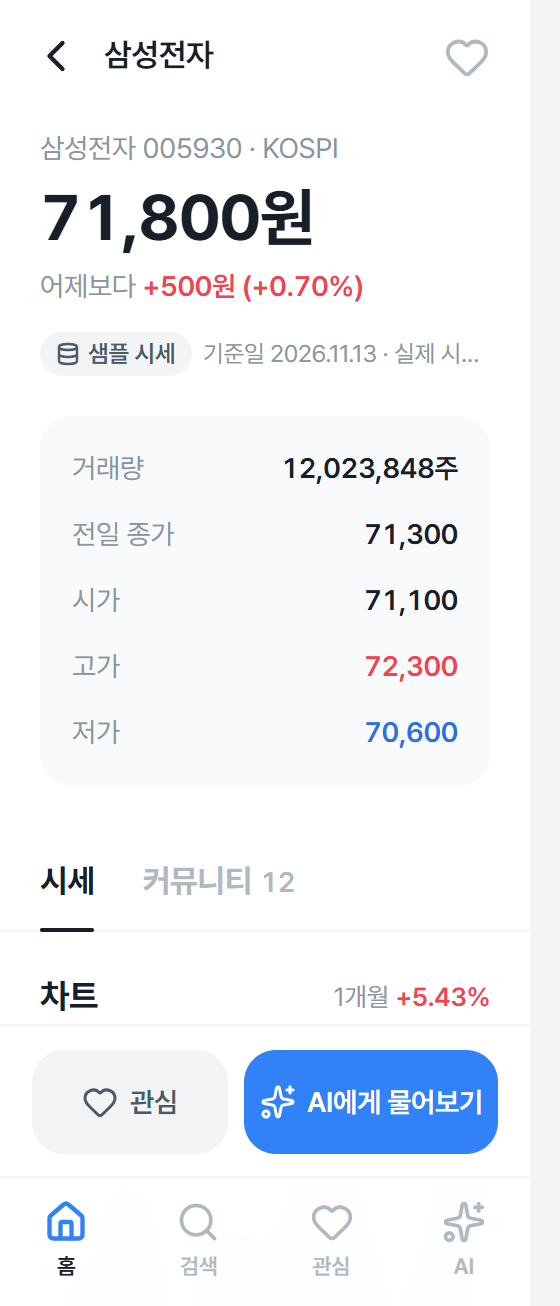 삼성전자
삼성전자 005930 · KOSPI
71,800원
어제보다 +500원 (+0.70%)
샘플 시세 기준일 2026.11.13 · 실제 시...
거래량 12,023,848주
전일 종가 71,300
시가 71,100
고가 72,300
저가 70,600
시세 커뮤니티 12
차트 1개월 +5.43%
관심 AI에게 물어보기
홈 검색 관심 AI